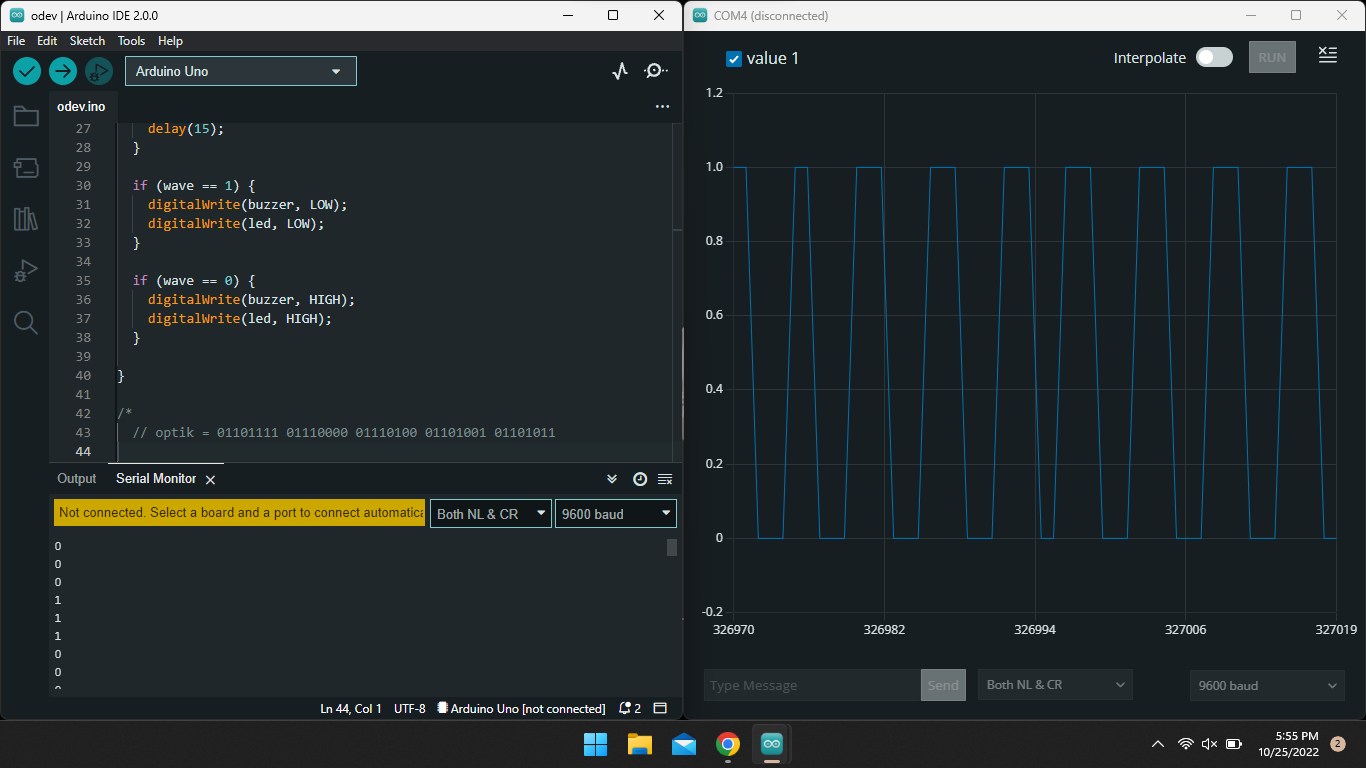 odev | Arduino IDE 2.0.0
File Edit Sketch Tools Help
Arduino Uno
odev.ino
27 delay(15);
28 }
29
30 if (wave == 1) {
31 digitalWrite(buzzer, LOW);
32 digitalWrite(led, LOW);
33 }
34
35 if (wave == 0) {
36 digitalWrite(buzzer, HIGH);
37 digitalWrite(led, HIGH);
38 }
39
40 }
41
42 /*
43 // optik = 01101111 01110000 01110100 01101001 01101011
44
Output Serial Monitor
Not connected. Select a board and a port to connect automatica
Both NL & CR
9600 baud
0
0
0
1
1
1
0
0
Ln 44, Col 1 UTF-8 Arduino Uno [not connected] 2
COM4 (disconnected)
value 1
Interpolate RUN
1.2
1.0
0.8
0.6
0.4
0.2
0
-0.2
326970 326982 326994 327006 327019
Type Message Send Both NL & CR 9600 baud
5:55 PM
10/25/2022
2